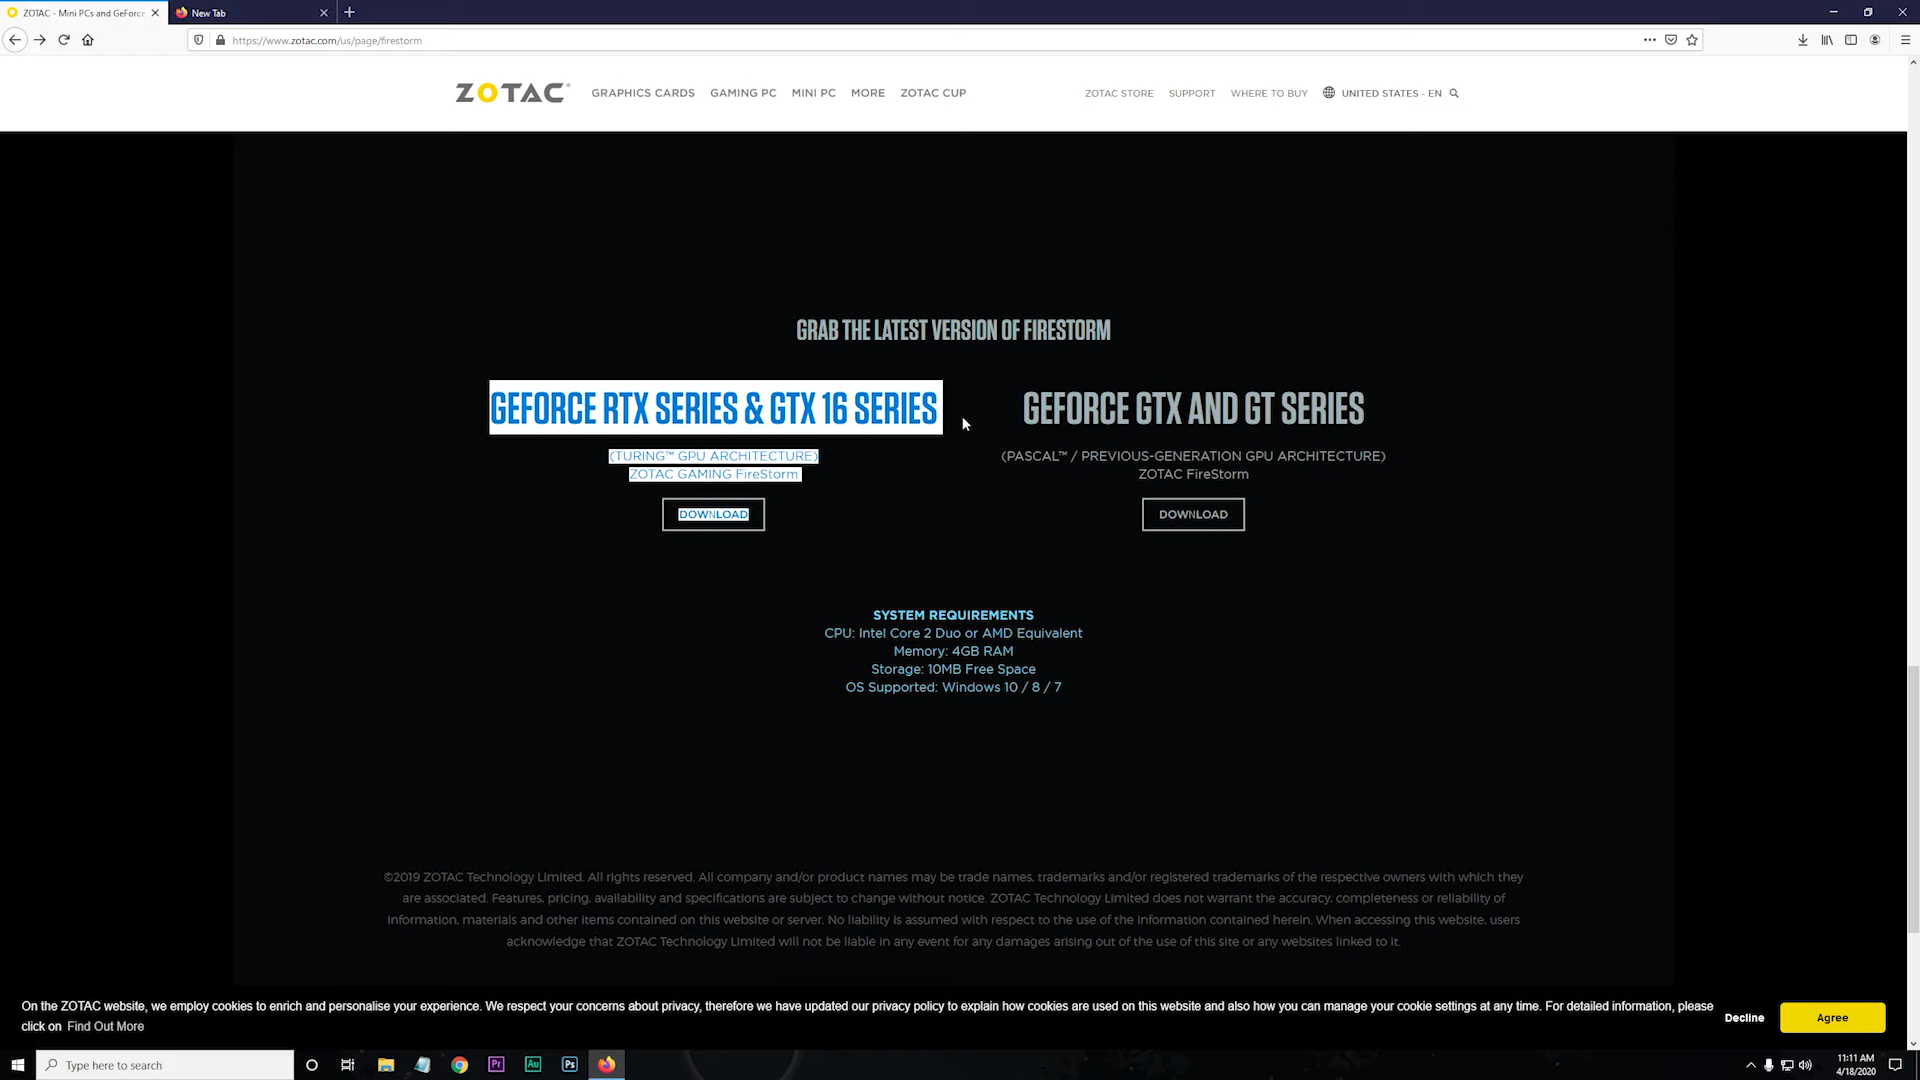 ZOTAC - Mini PCs and GeForce
New Tab
https://www.zotac.com/us/page/firestorm
ZOTAC
GRAPHICS CARDS
GAMING PC
MINI PC
MORE
ZOTAC CUP
ZOTAC STORE
SUPPORT
WHERE TO BUY
UNITED STATES - EN
GRAB THE LATEST VERSION OF FIRESTORM
GEFORCE RTX SERIES & GTX 16 SERIES
(TURING™ GPU ARCHITECTURE)
ZOTAC GAMING FireStorm
DOWNLOAD
GEFORCE GTX AND GT SERIES
(PASCAL™ / PREVIOUS-GENERATION GPU ARCHITECTURE)
ZOTAC FireStorm
DOWNLOAD
SYSTEM REQUIREMENTS
CPU: Intel Core 2 Duo or AMD Equivalent
Memory: 4GB RAM
Storage: 10MB Free Space
OS Supported: Windows 10 / 8 / 7
©2019 ZOTAC Technology Limited. All rights reserved. All company and/or product names may be trade names, trademarks and/or registered trademarks of the respective owners with which they
are associated. Features, pricing, availability and specifications are subject to change without notice. ZOTAC Technology Limited does not warrant the accuracy, completeness or reliability of
information, materials and other items contained on this website or server. No liability is assumed with respect to the use of the information contained herein. When accessing this website, users
acknowledge that ZOTAC Technology Limited will not be liable in any event for any damages arising out of the use of this site or any websites linked to it.
On the ZOTAC website, we employ cookies to enrich and personalise your experience. We respect your concerns about privacy, therefore we have updated our privacy policy to explain how cookies are used on this website and also how you can manage your cookie settings at any time. For detailed information, please
click on Find Out More
Decline
Agree
Type here to search
Pr
Au
Ps
11:11 AM
4/18/2020